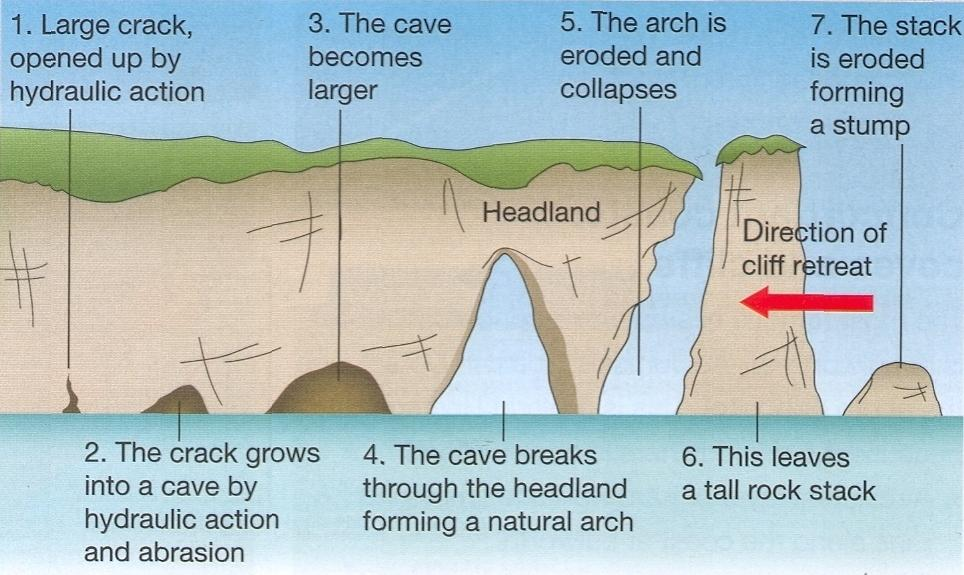 1. Large crack,
opened up by
hydraulic action
3. The cave
becomes
larger
5. The arch is
eroded and
collapses
7. The stack
is eroded
forming
a stump
Headland
Direction of
cliff retreat
2. The crack grows
into a cave by
hydraulic action
and abrasion
4. The cave breaks
through the headland
forming a natural arch
6. This leaves
a tall rock stack